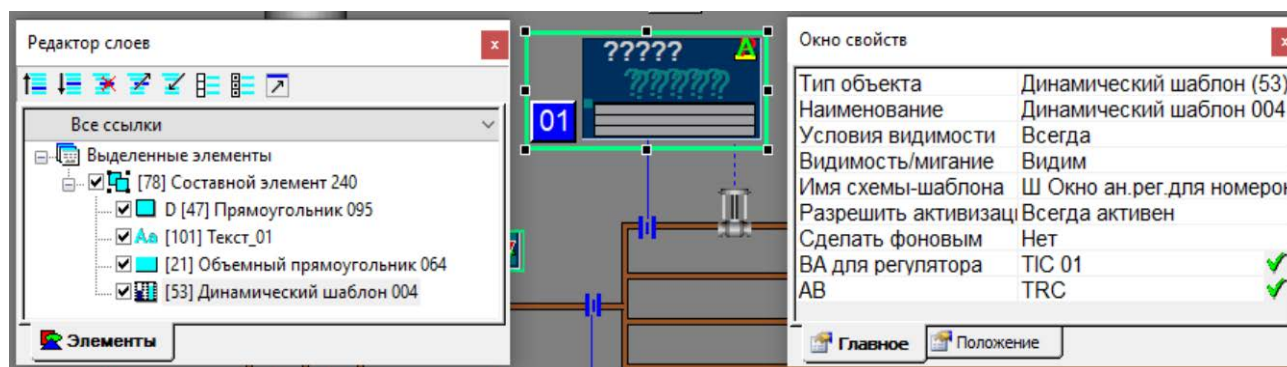 Редактор слоев
x
Все ссылки
Выделенные элементы
[78] Составной элемент 240
D [47] Прямоугольник 095
Aa [101] Текст_01
[21] Объемный прямоугольник 064
[53] Динамический шаблон 004
Элементы
????? A
??????
01
Окно свойств
x
Тип объекта Динамический шаблон (53)
Наименование Динамический шаблон 004
Условия видимости Всегда
Видимость/мигание Видим
Имя схемы-шаблона Ш Окно ан.рег.для номеров
Разрешить активизаці Всегда активен
Сделать фоновым Нет
ВА для регулятора TIC 01
АВ TRC
Главное Положение